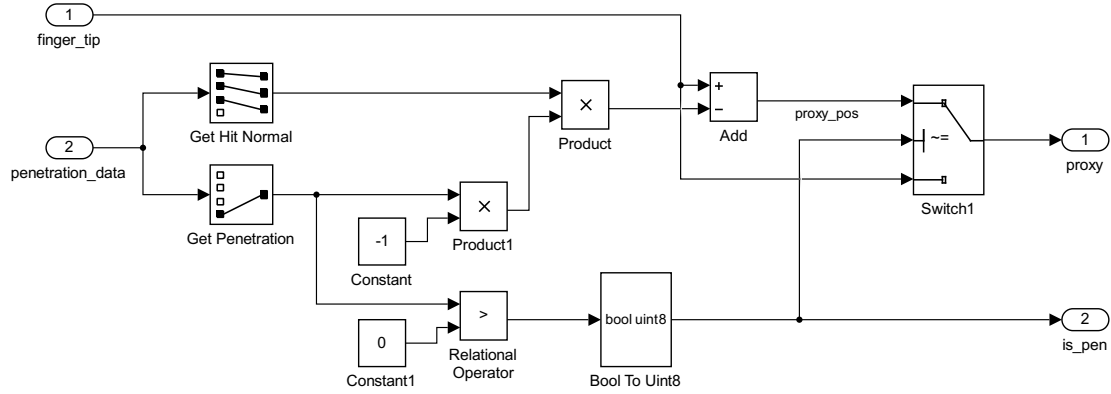 1
finger_tip
Get Hit Normal
×
Product
+
−
Add
proxy_pos
~=
Switch1
1
proxy
2
penetration_data
Get Penetration
×
Product1
-1
Constant
>
Relational
Operator
0
Constant1
bool uint8
Bool To Uint8
2
is_pen